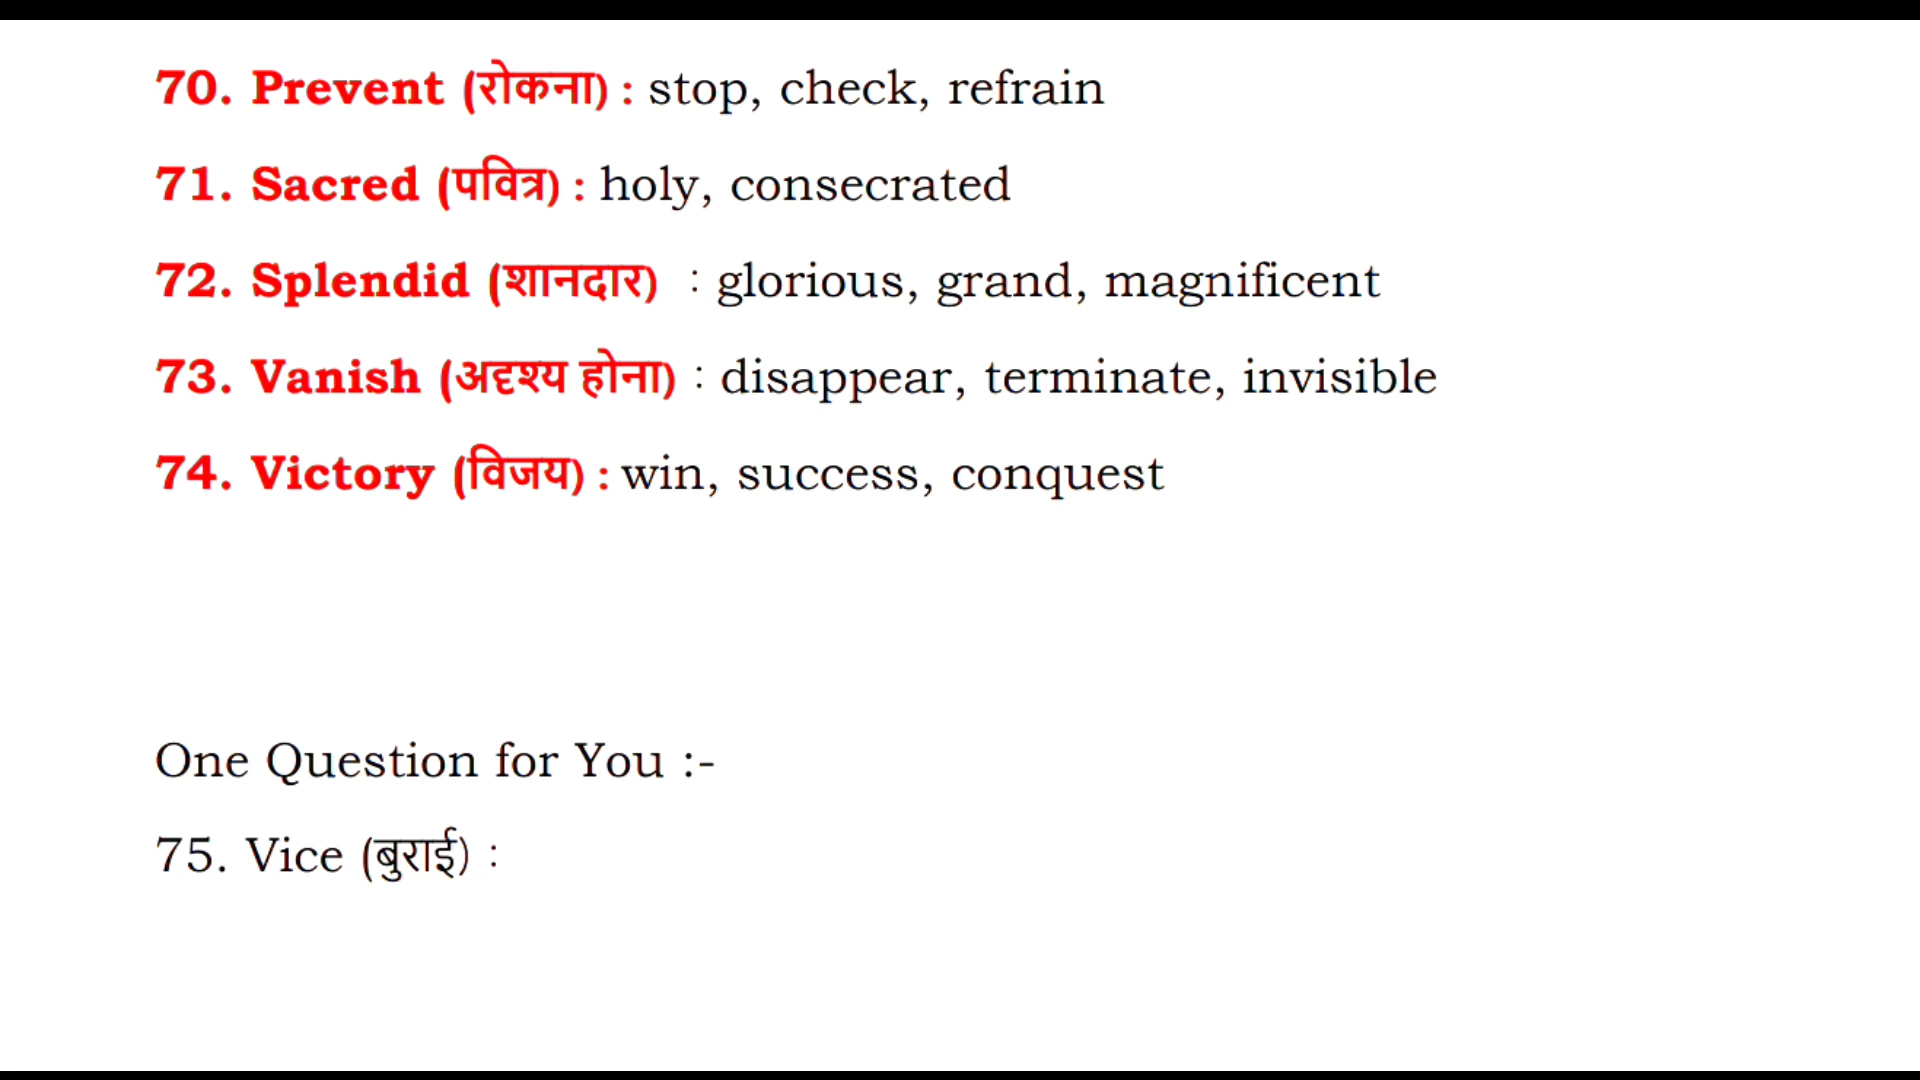 70. Prevent (रोकना) : stop, check, refrain
71. Sacred (पवित्र) : holy, consecrated
72. Splendid (शानदार) : glorious, grand, magnificent
73. Vanish (अदृश्य होना) : disappear, terminate, invisible
74. Victory (विजय) : win, success, conquest
One Question for You :-
75. Vice (बुराई) :